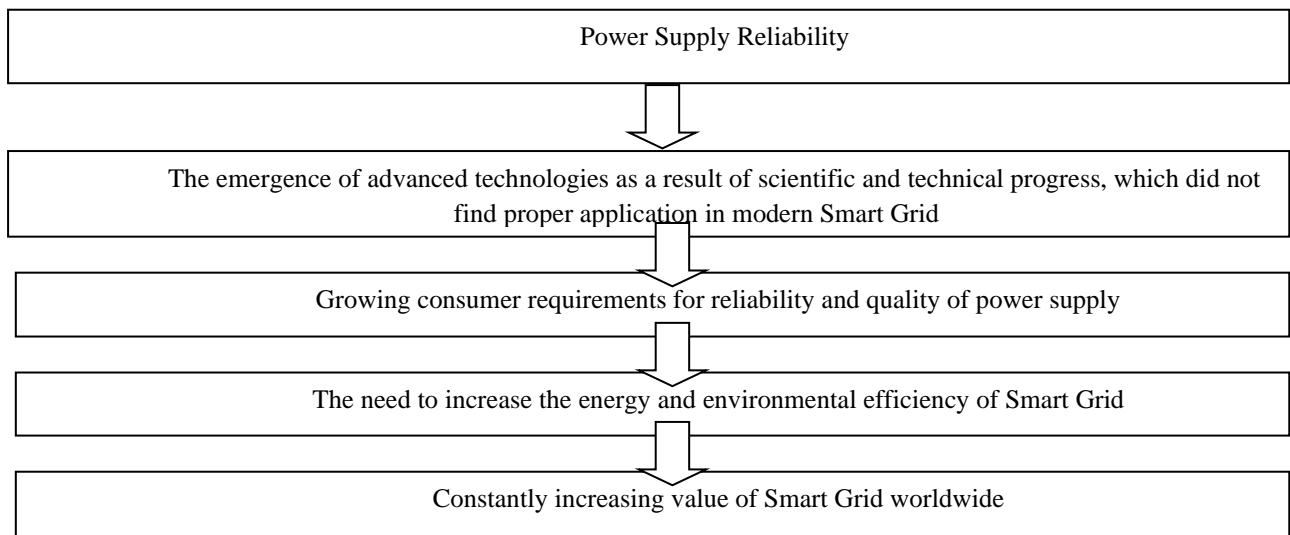 Power Supply Reliability
The emergence of advanced technologies as a result of scientific and technical progress, which did not
find proper application in modern Smart Grid
Growing consumer requirements for reliability and quality of power supply
The need to increase the energy and environmental efficiency of Smart Grid
Constantly increasing value of Smart Grid worldwide